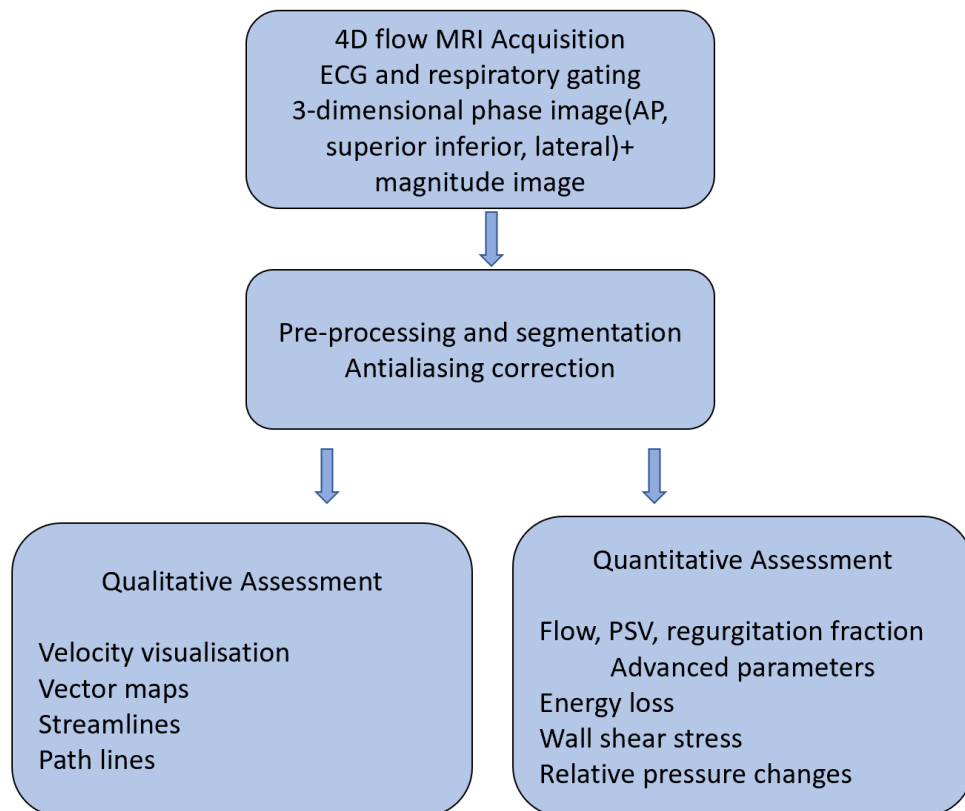 4D flow MRI Acquisition
ECG and respiratory gating
3-dimensional phase image(AP,
superior inferior, lateral)+
magnitude image
Pre-processing and segmentation
Antialiasing correction
Qualitative Assessment
Velocity visualisation
Vector maps
Streamlines
Path lines
Quantitative Assessment
Flow, PSV, regurgitation fraction
Advanced parameters
Energy loss
Wall shear stress
Relative pressure changes